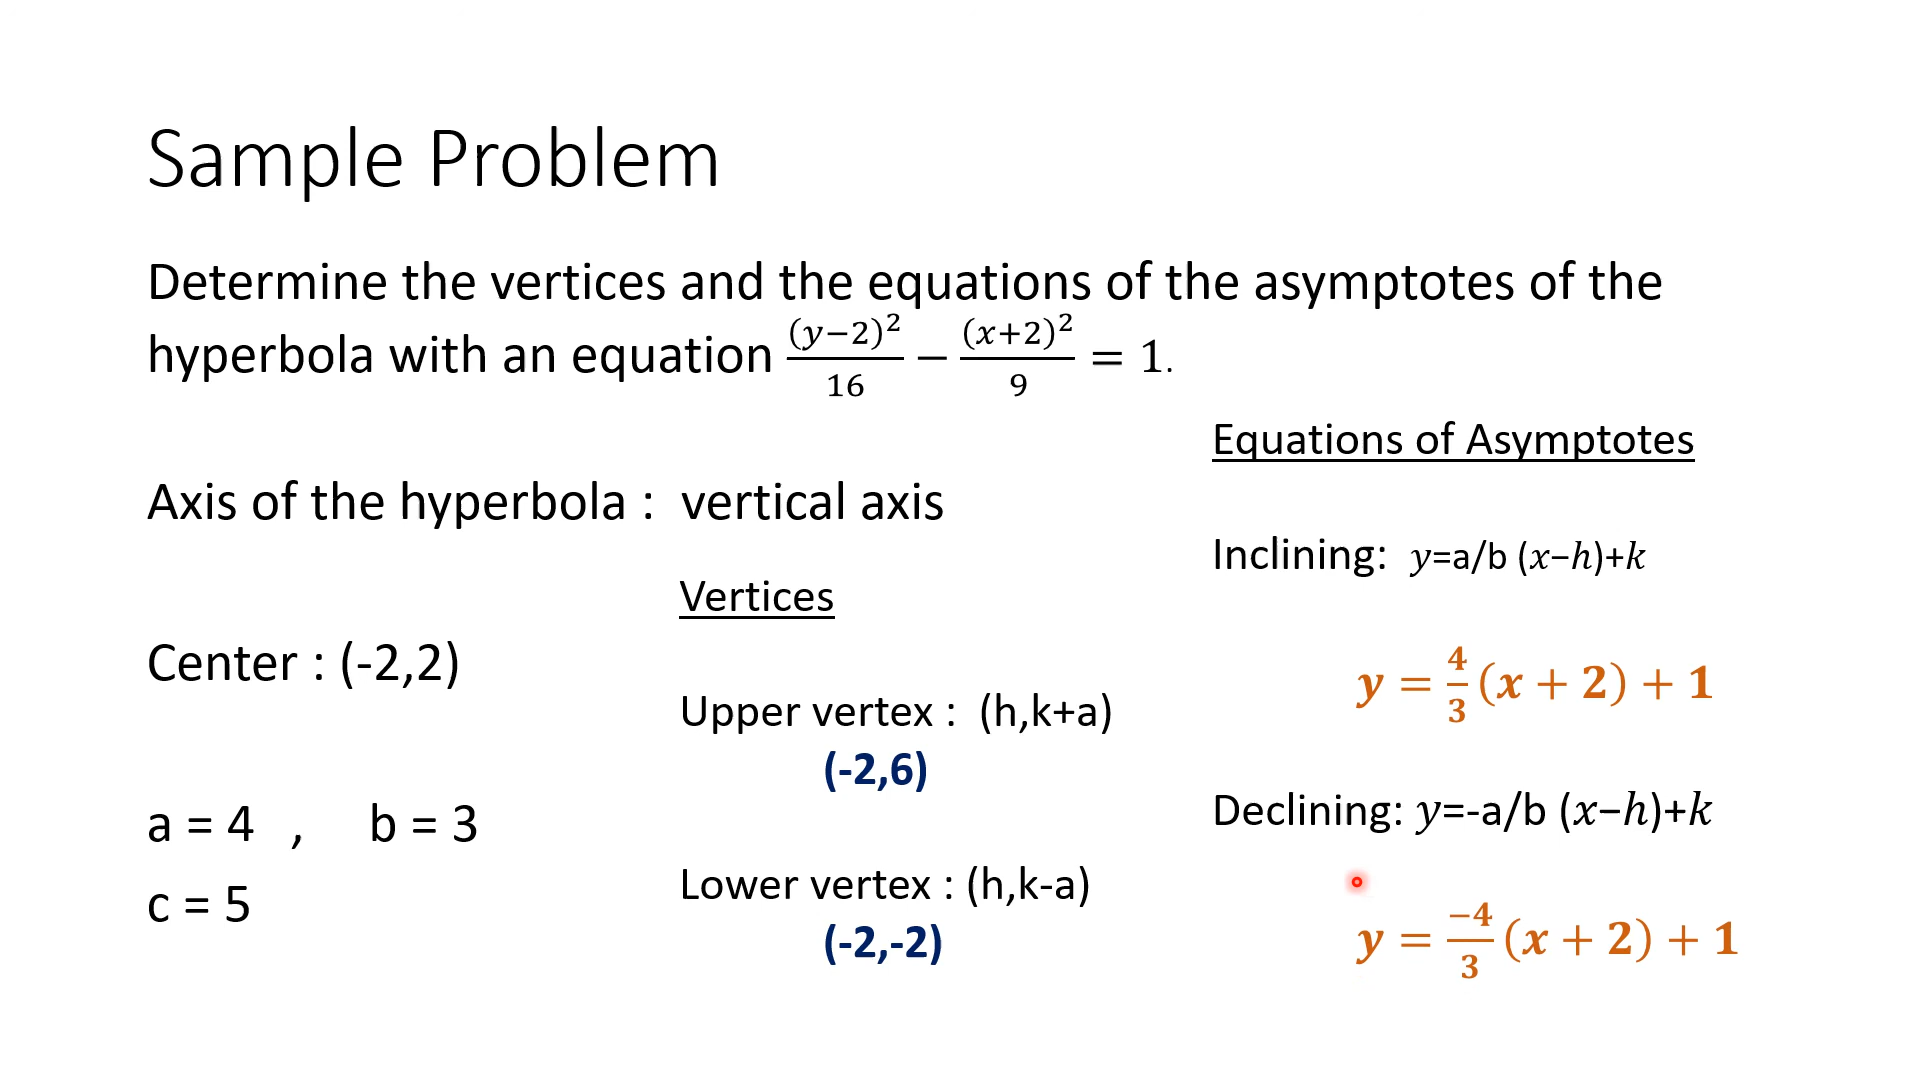 Sample Problem
Determine the vertices and the equations of the asymptotes of the
hyperbola with an equation (y−2)²/16 − (x+2)²/9 = 1.
Axis of the hyperbola : vertical axis
Center : (-2,2)
a = 4 , b = 3
c = 5
Vertices
Upper vertex : (h,k+a)
(-2,6)
Lower vertex : (h,k-a)
(-2,-2)
Equations of Asymptotes
Inclining: y=a/b (x−h)+k
y = 4/3 (x + 2) + 1
Declining: y=-a/b (x−h)+k
y = −4/3 (x + 2) + 1